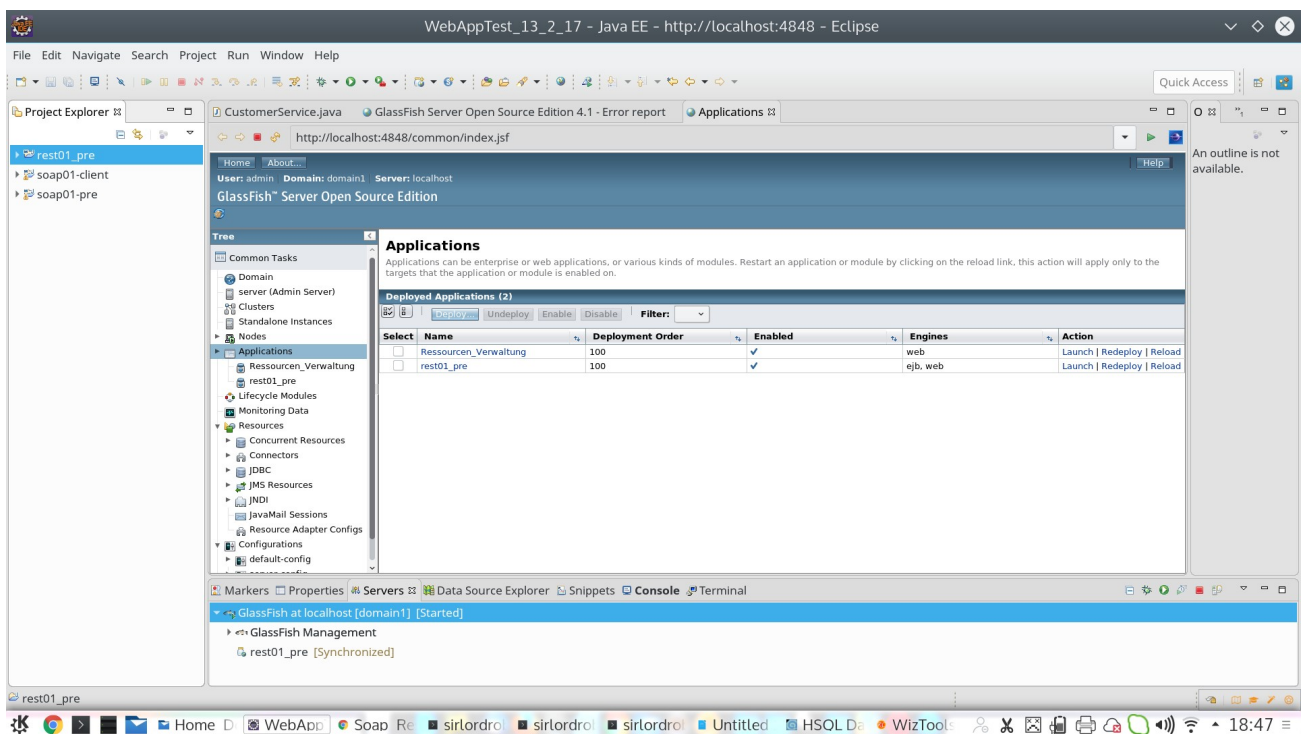 WebAppTest_13_2_17 - Java EE - http://localhost:4848 - Eclipse
File Edit Navigate Search Project Run Window Help
Quick Access
Project Explorer
CustomerService.java
GlassFish Server Open Source Edition 4.1 - Error report
Applications
O
http://localhost:4848/common/index.jsf
rest01_pre
soap01-client
soap01-pre
An outline is not
available.
Home About... Help
User: admin Domain: domain1 Server: localhost
GlassFish™ Server Open Source Edition
Tree
Common Tasks
Domain
server (Admin Server)
Clusters
Standalone Instances
Nodes
Applications
Ressourcen_Verwaltung
rest01_pre
Lifecycle Modules
Monitoring Data
Resources
Concurrent Resources
Connectors
JDBC
JMS Resources
JNDI
JavaMail Sessions
Resource Adapter Configs
Configurations
default-config
Applications
Applications can be enterprise or web applications, or various kinds of modules. Restart an application or module by clicking on the reload link, this action will apply only to the
targets that the application or module is enabled on.
Deployed Applications (2)
Deploy... Undeploy Enable Disable Filter:
Select Name Deployment Order Enabled Engines Action
Ressourcen_Verwaltung 100 web Launch | Redeploy | Reload
rest01_pre 100 ejb, web Launch | Redeploy | Reload
Markers Properties Servers Data Source Explorer Snippets Console Terminal
GlassFish at localhost [domain1] [Started]
GlassFish Management
rest01_pre [Synchronized]
rest01_pre
Home D WebApp Soap Re sirlordro sirlordrol sirlordrol Untitled HSQL Da WizTools 18:47